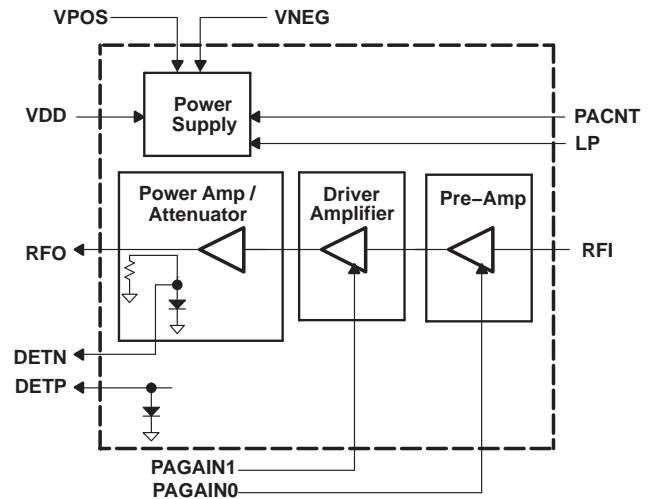 VPOS VNEG
VDD
Power
Supply
PACNT
LP
Power Amp /
Attenuator
Driver
Amplifier
Pre–Amp
RFO
RFI
DETN
DETP
PAGAIN1
PAGAIN0